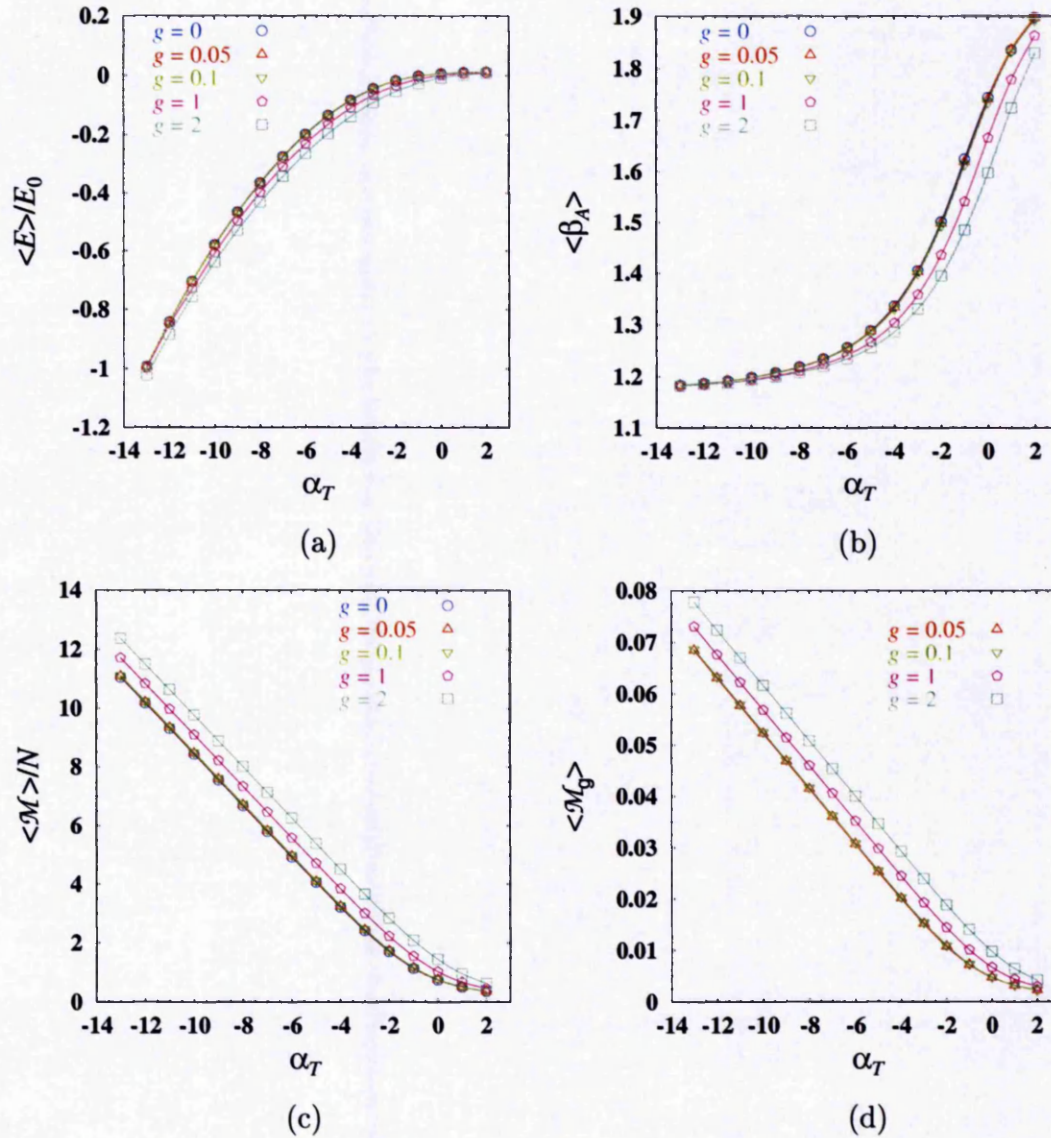 0.2
0
-0.2
-0.4
-0.6
-0.8
-1
-1.2
<E>/E₀
g = 0
g = 0.05
g = 0.1
g = 1
g = 2
-14 -12 -10 -8 -6 -4 -2 0 2
α_T
(a)
1.9
1.8
1.7
1.6
1.5
1.4
1.3
1.2
1.1
<β_A>
g = 0
g = 0.05
g = 0.1
g = 1
g = 2
-14 -12 -10 -8 -6 -4 -2 0 2
α_T
(b)
14
12
10
8
6
4
2
0
<M>/N
g = 0
g = 0.05
g = 0.1
g = 1
g = 2
-14 -12 -10 -8 -6 -4 -2 0 2
α_T
(c)
0.08
0.07
0.06
0.05
0.04
0.03
0.02
0.01
0
<M_g>
g = 0.05
g = 0.1
g = 1
g = 2
-14 -12 -10 -8 -6 -4 -2 0 2
α_T
(d)